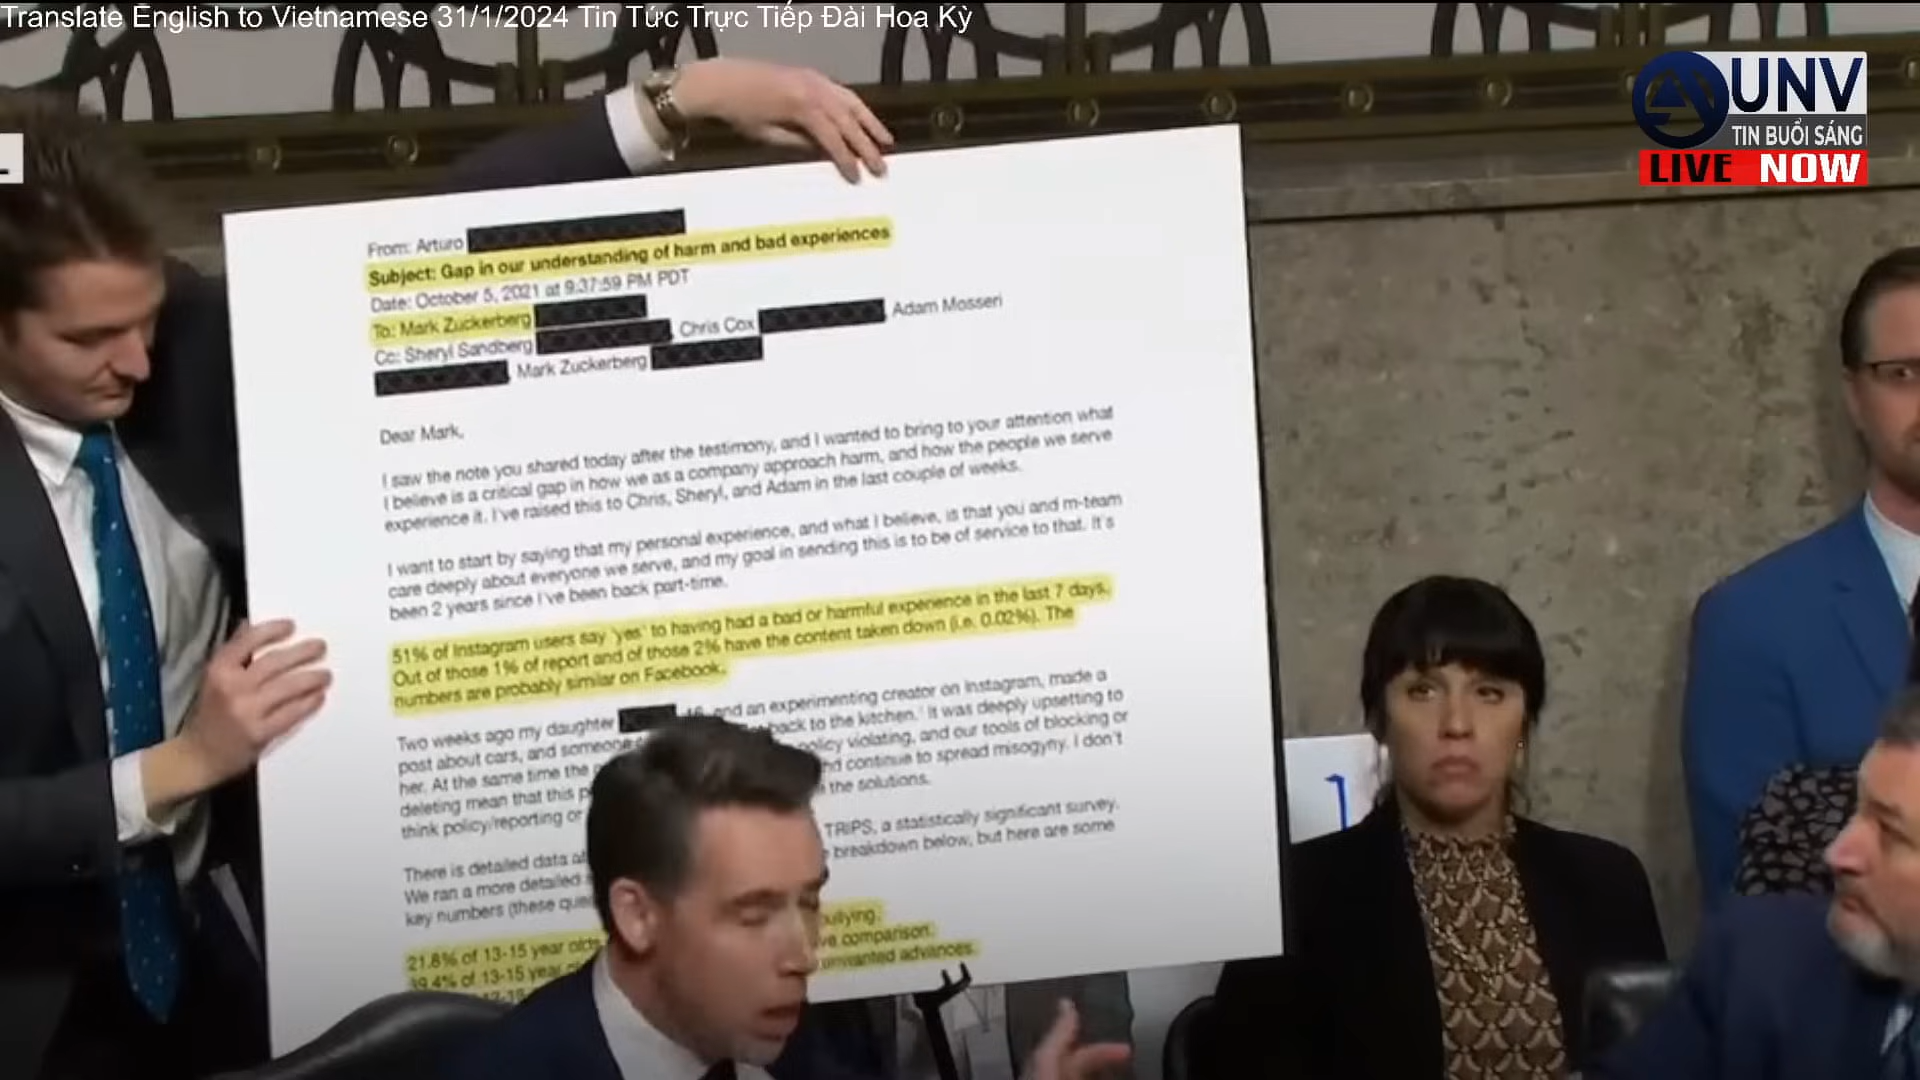 Translate English to Vietnamese 31/1/2024 Tin Tức Trực Tiếp Đài Hoa Kỳ
UNV
TIN BUỔI SÁNG
LIVE NOW
From: Arturo
Subject: Gap in our understanding of harm and bad experiences
Date: October 5, 2021 at 9:37:59 PM PDT
To: Mark Zuckerberg
Cc: Sheryl Sandberg , Chris Cox , Adam Mosseri
, Mark Zuckerberg
Dear Mark,
I saw the note you shared today after the testimony, and I wanted to bring to your attention what
I believe is a critical gap in how we as a company approach harm, and how the people we serve
experience it. I've raised this to Chris, Sheryl, and Adam in the last couple of weeks.
I want to start by saying that my personal experience, and what I believe, is that you and m-team
care deeply about everyone we serve, and my goal in sending this is to be of service to that. It's
been 2 years since I've been back part-time.
51% of Instagram users say 'yes' to having had a bad or harmful experience in the last 7 days.
Out of those 1% of report and of those 2% have the content taken down (i.e. 0.02%). The
numbers are probably similar on Facebook.
Two weeks ago my daughter 16, and an experimenting creator on Instagram, made a
post about cars, and someone back to the kitchen.' It was deeply upsetting to
her. At the same time the policy violating, and our tools of blocking or
deleting mean that this continue to spread misogyny. I don't
think policy/reporting or the solutions.
There is detailed data TRIPS, a statistically significant survey.
We ran a more detailed breakdown below, but here are some
key numbers (these
21.8% of 13-15 year olds
39.4% of 13-15 year comparison.
unwanted advances.
1